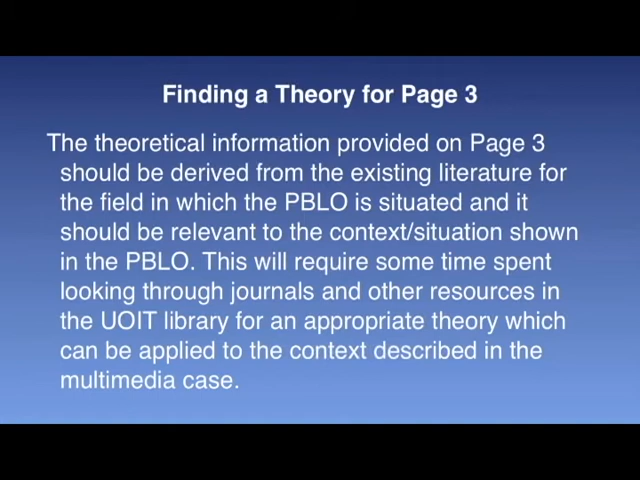 Finding a Theory for Page 3
The theoretical information provided on Page 3
should be derived from the existing literature for
the field in which the PBLO is situated and it
should be relevant to the context/situation shown
in the PBLO. This will require some time spent
looking through journals and other resources in
the UOIT library for an appropriate theory which
can be applied to the context described in the
multimedia case.